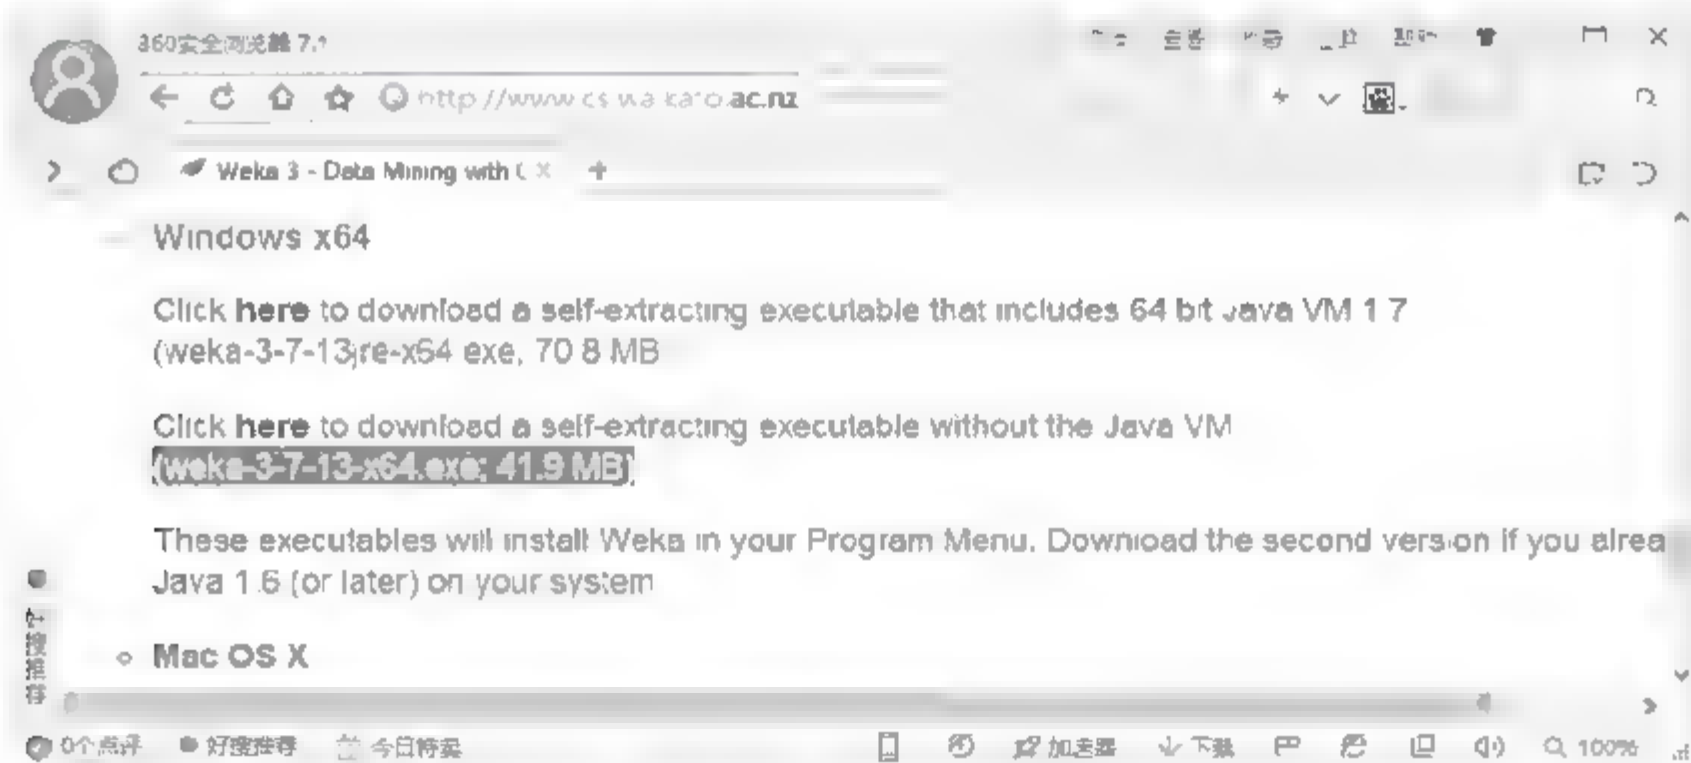 360安全浏览器 7.1
http://www.cs.waikato.ac.nz
Weka 3 - Data Mining with
Windows x64
Click here to download a self-extracting executable that includes 64 bit Java VM 1 7
(weka-3-7-13jre-x64 exe, 70 8 MB
Click here to download a self-extracting executable without the Java VM
(weka-3-7-13-x64.exe; 41.9 MB)
These executables will install Weka in your Program Menu. Download the second version if you alrea
Java 1.6 (or later) on your system
搜推荐
Mac OS X
0个点评 好搜推荐 今日特卖 加速器 下载 100%